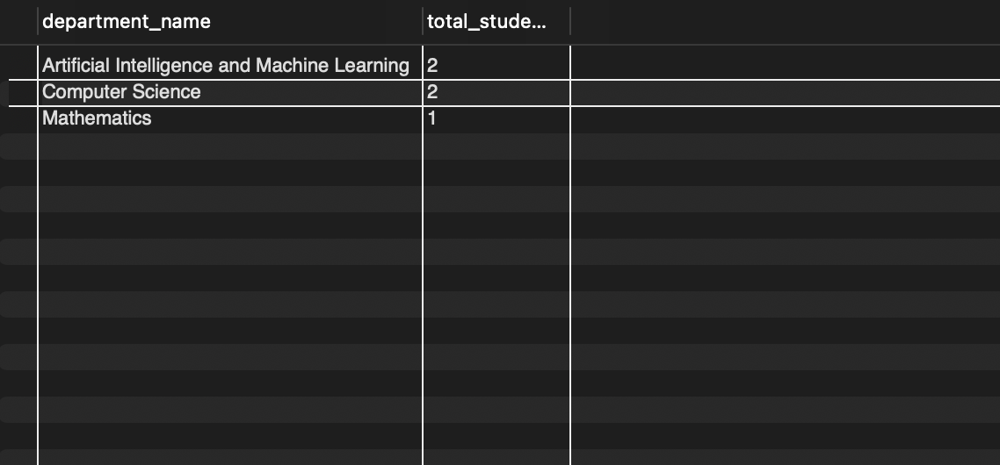 department_name total_stude...
Artificial Intelligence and Machine Learning 2
Computer Science 2
Mathematics 1